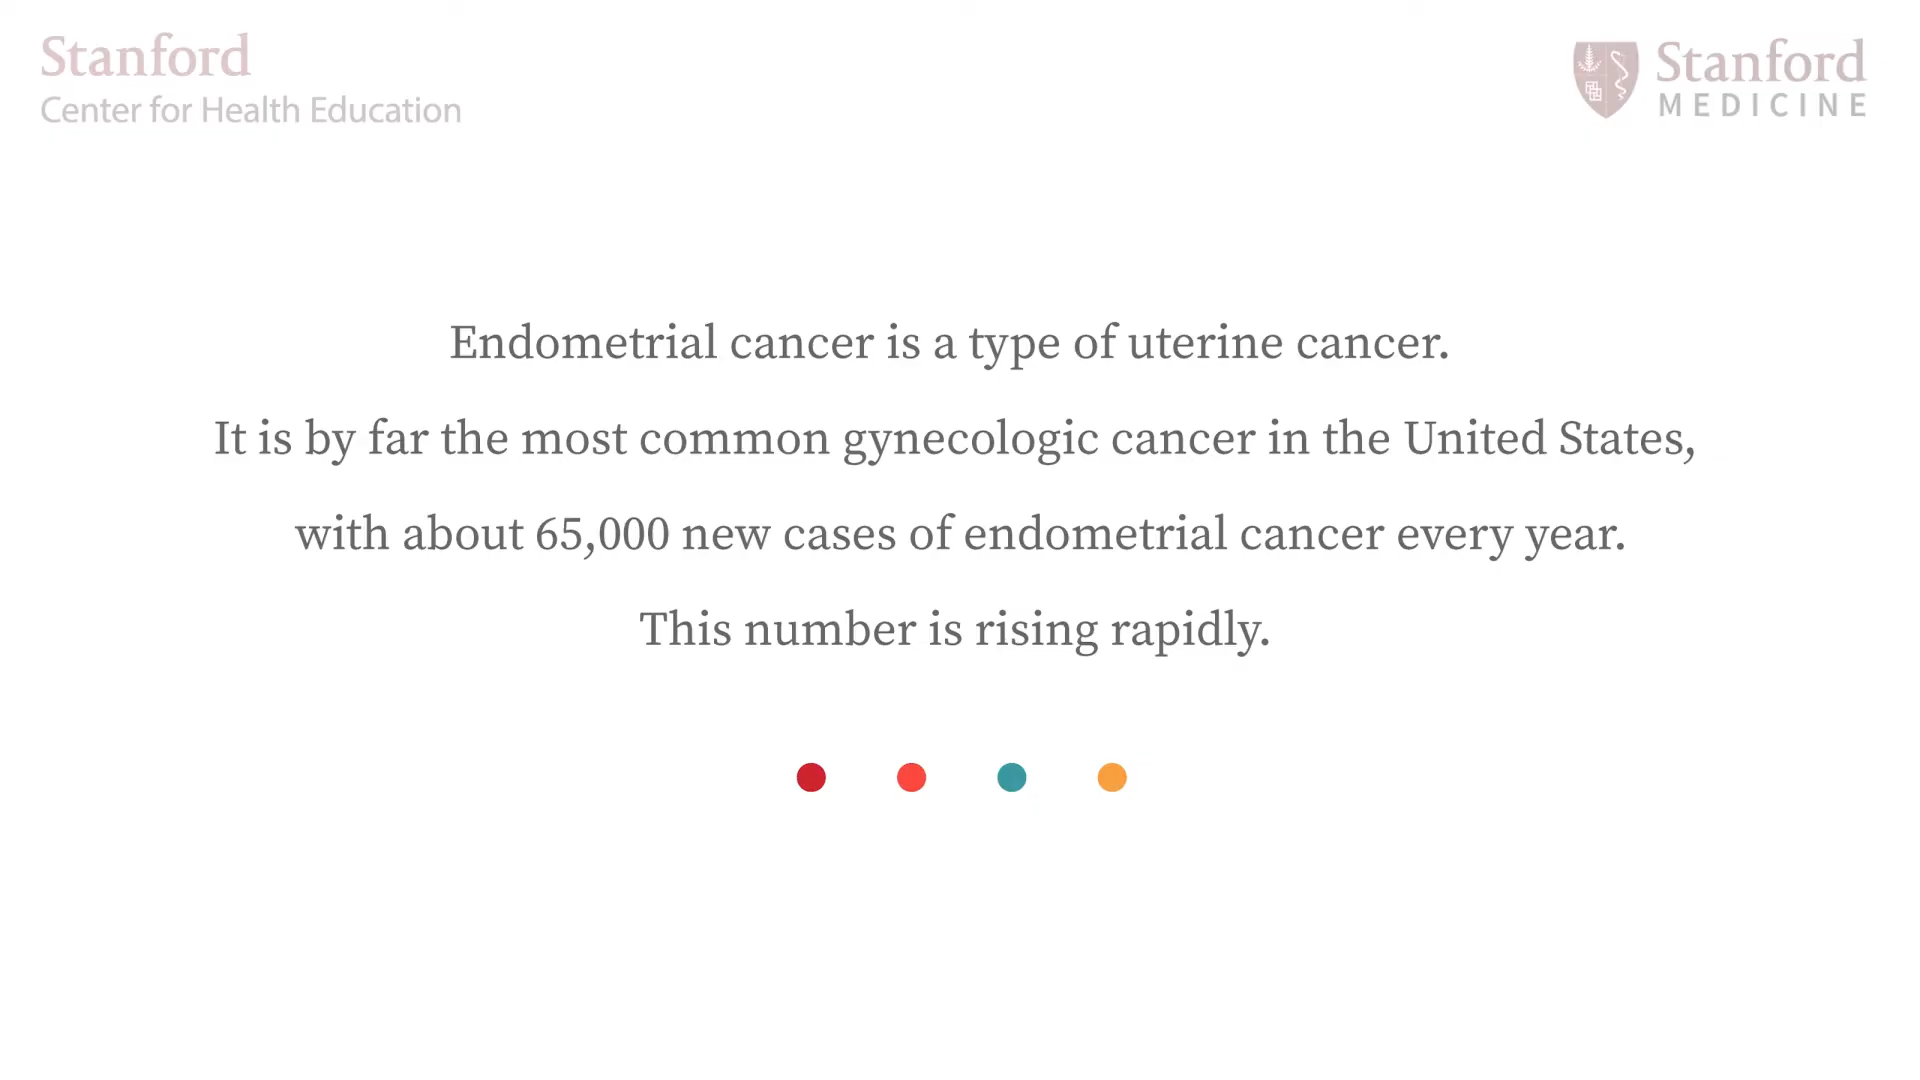 Stanford
Center for Health Education
Stanford
MEDICINE
Endometrial cancer is a type of uterine cancer.
It is by far the most common gynecologic cancer in the United States,
with about 65,000 new cases of endometrial cancer every year.
This number is rising rapidly.